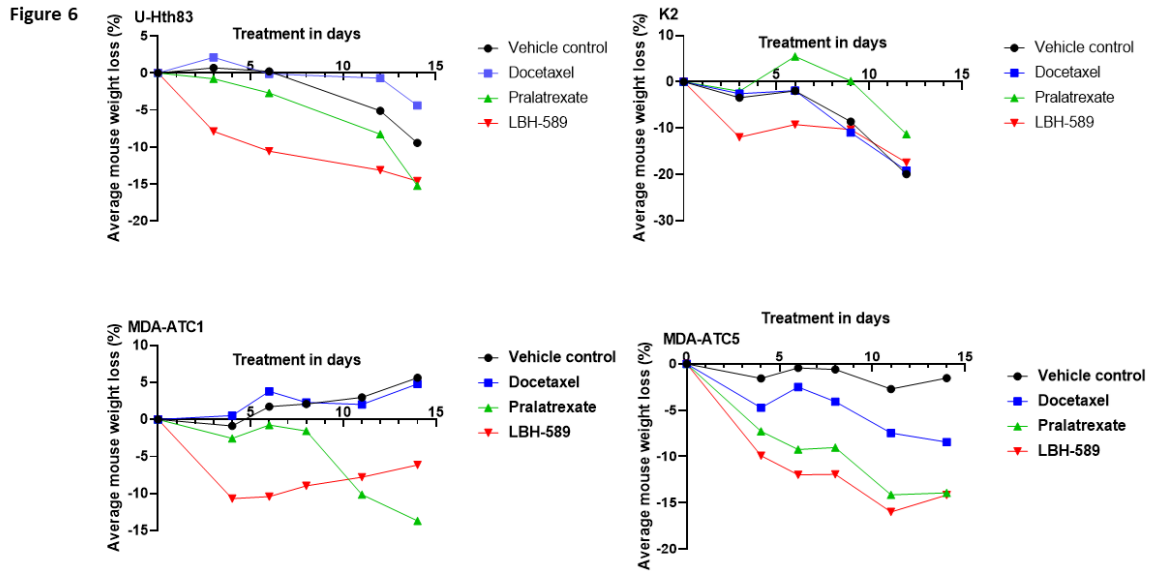 Figure 6
U-Hth83
Treatment in days
Average mouse weight loss (%)
5
0
-5
-10
-15
-20
5
10
15
Vehicle control
Docetaxel
Pralatrexate
LBH-589
K2
Treatment in days
Average mouse weight loss (%)
10
0
-10
-20
-30
5
10
15
Vehicle control
Docetaxel
Pralatrexate
LBH-589
MDA-ATC1
Treatment in days
Average mouse weight loss (%)
10
5
0
-5
-10
-15
5
10
15
Vehicle control
Docetaxel
Pralatrexate
LBH-589
Treatment in days
MDA-ATC5
Average mouse weight loss (%)
0
5
10
15
0
-5
-10
-15
-20
Vehicle control
Docetaxel
Pralatrexate
LBH-589